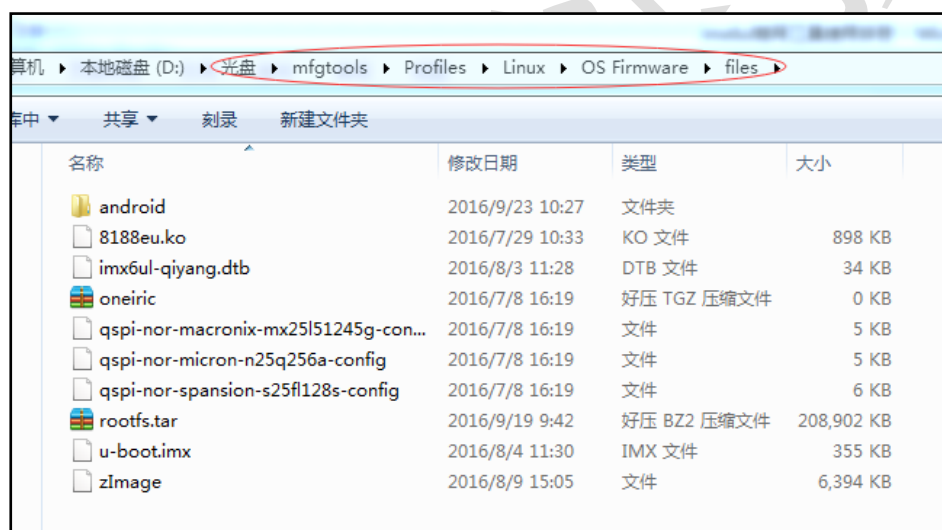 算机 ▸ 本地磁盘 (D:) ▸ 光盘 ▸ mfgtools ▸ Profiles ▸ Linux ▸ OS Firmware ▸ files ▸
库中 ▼ 共享 ▼ 刻录 新建文件夹
名称 修改日期 类型 大小
android 2016/9/23 10:27 文件夹
8188eu.ko 2016/7/29 10:33 KO 文件 898 KB
imx6ul-qiyang.dtb 2016/8/3 11:28 DTB 文件 34 KB
oneiric 2016/7/8 16:19 好压 TGZ 压缩文件 0 KB
qspi-nor-macronix-mx25l51245g-con... 2016/7/8 16:19 文件 5 KB
qspi-nor-micron-n25q256a-config 2016/7/8 16:19 文件 5 KB
qspi-nor-spansion-s25fl128s-config 2016/7/8 16:19 文件 6 KB
rootfs.tar 2016/9/19 9:42 好压 BZ2 压缩文件 208,902 KB
u-boot.imx 2016/8/4 11:30 IMX 文件 355 KB
zImage 2016/8/9 15:05 文件 6,394 KB